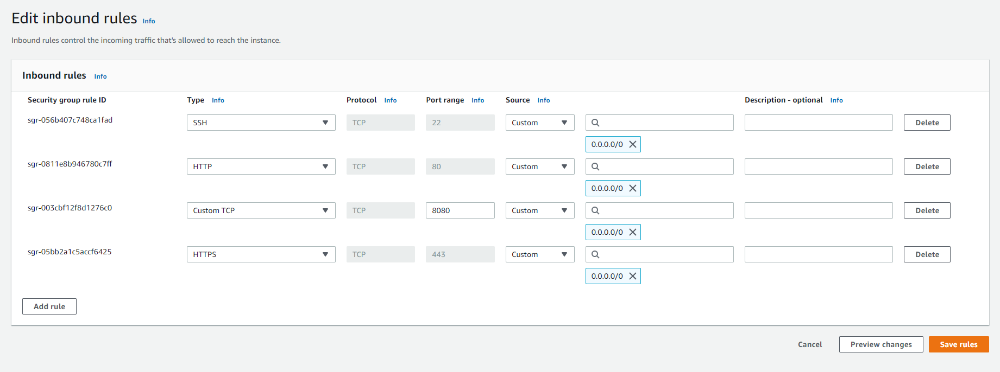 Edit inbound rules Info
Inbound rules control the incoming traffic that's allowed to reach the instance.
Inbound rules Info
Security group rule ID Type Info Protocol Info Port range Info Source Info Description - optional Info
sgr-056b407c748ca1fad SSH TCP 22 Custom Delete
0.0.0.0/0
sgr-0811e8b946780c7ff HTTP TCP 80 Custom Delete
0.0.0.0/0
sgr-003cbf12f8d1276c0 Custom TCP TCP 8080 Custom Delete
0.0.0.0/0
sgr-05bb2a1c5accf6425 HTTPS TCP 443 Custom Delete
0.0.0.0/0
Add rule
Cancel Preview changes Save rules